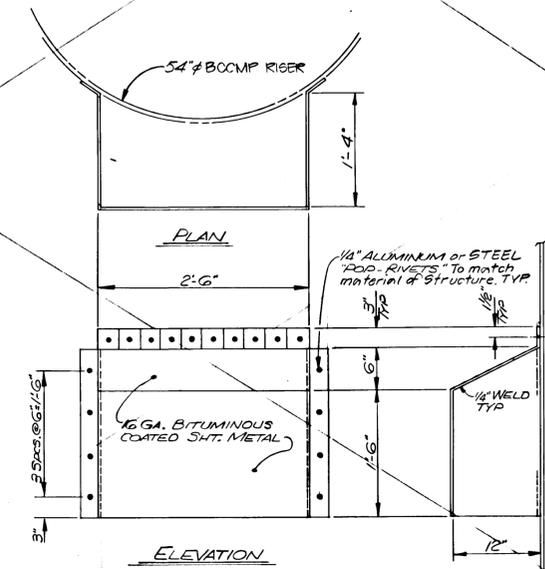 54"⌀ BCCMP RISER
1'-4"
PLAN
2'-6"
1/4" ALUMINUM or STEEL
"POP-RIVETS" To match
material of Structure. TYP.
3"
TYP
1 1/2"
TYP
6"
1/4" WELD
TYP
16 GA. BITUMINOUS
COATED SHT. METAL
3 SPCS. @ 6"=1'-6"
1'-6"
3"
12"
ELEVATION